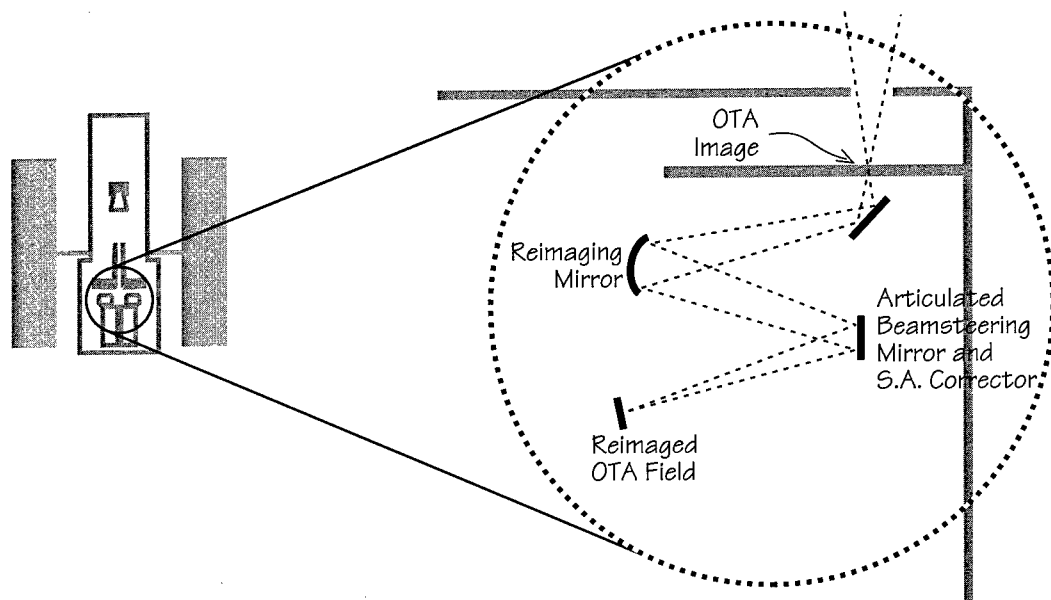 OTA
Image
Reimaging
Mirror
Articulated
Beamsteering
Mirror and
S.A. Corrector
Reimaged
OTA Field